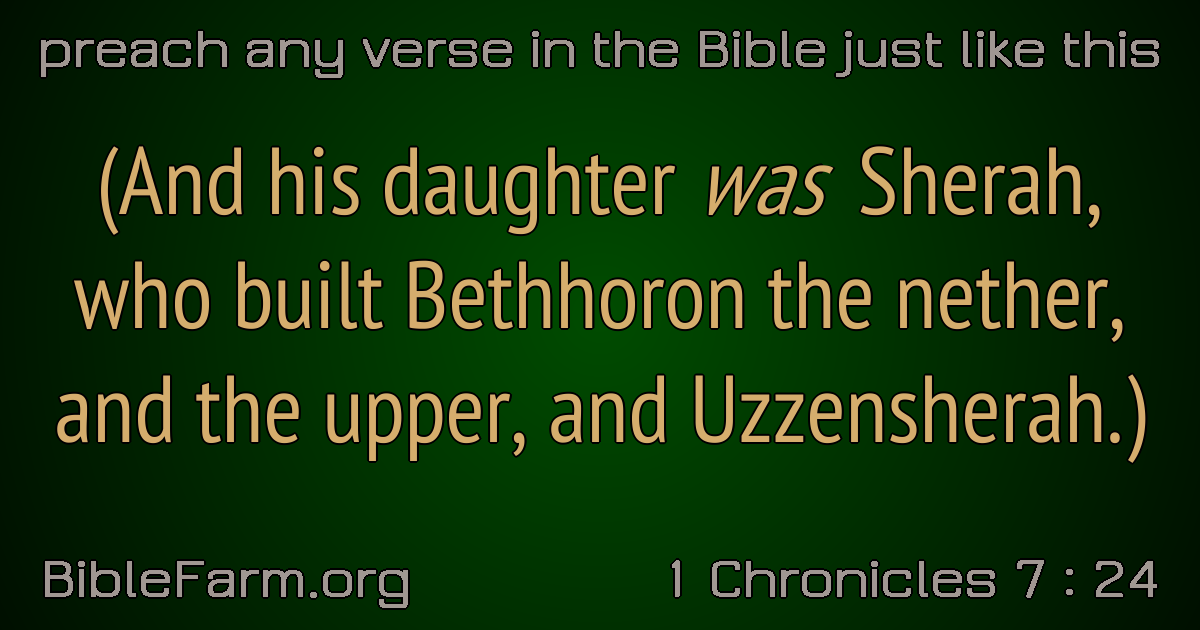 preach any verse in the Bible just like this
(And his daughter was Sherah,
who built Bethhoron the nether,
and the upper, and Uzzensherah.)
BibleFarm.org
1 Chronicles 7 : 24